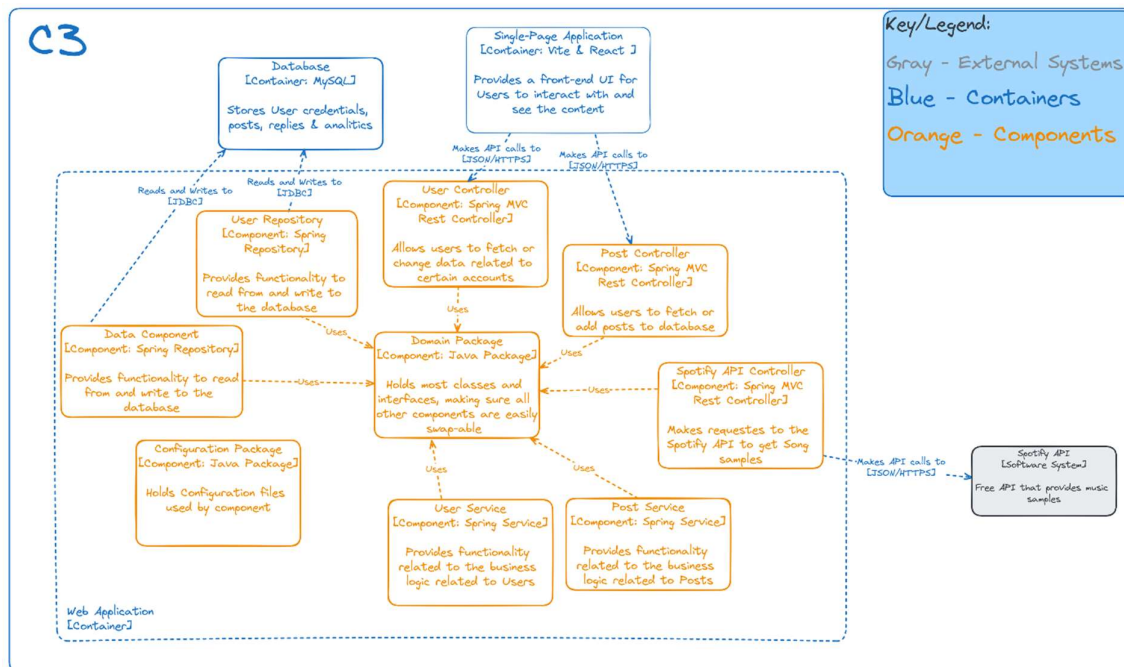 C3
Key/Legend:
Gray - External Systems
Blue - Containers
Orange - Components
Database
[Container: MySQL]
Stores User credentials,
posts, replies & analitics
Single-Page Application
[Container: Vite & React ]
Provides a front-end UI for
Users to interact with and
see the content
Makes API calls to
[JSON/HTTPS]
Makes API calls to
[JSON/HTTPS]
Reads and Writes to
[JDBC]
Reads and Writes to
[JDBC]
User Controller
[Component: Spring MVC
Rest Controller]
Allows users to fetch or
change data related to
certain accounts
User Repository
[Component: Spring
Repository]
Provides functionality to
read from and write to
the database
Post Controller
[Component: Spring MVC
Rest Controller]
Allows users to fetch or
add posts to database
Uses
Uses
Uses
Data Component
[Component: Spring Repository]
Provides functionality to read
from and write to the
database
Uses
Domain Package
[Component: Java Package]
Holds most classes and
interfaces, making sure all
other components are easily
swap-able
Uses
Spotify API Controller
[Component: Spring MVC
Rest Controller]
Makes requestes to the
Spotify API to get Song
samples
Makes API calls to
[JSON/HTTPS]
Spotify API
[Software System]
Free API that provides music
samples
Configuration Package
[Component: Java Package]
Holds Configuration files
used by component
Uses
Uses
User Service
[Component: Spring Service]
Provides functionality
related to the business
logic related to Users
Post Service
[Component: Spring Service]
Provides functionality
related to the business
logic related to Posts
Web Application
[Container]